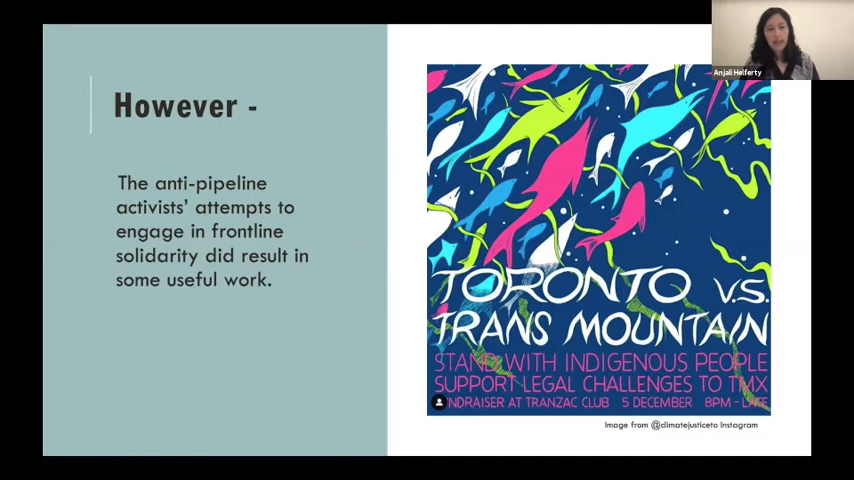 Anjali Helferty
However -
The anti-pipeline
activists' attempts to
engage in frontline
solidarity did result in
some useful work.
TORONTO V.S.
TRANS MOUNTAIN
STAND WITH INDIGENOUS PEOPLE
SUPPORT LEGAL CHALLENGES TO TMX
NDRAISER AT TRANZAC CLUB 5 DECEMBER 8PM - LATE
Image from @climatejusticeto Instagram